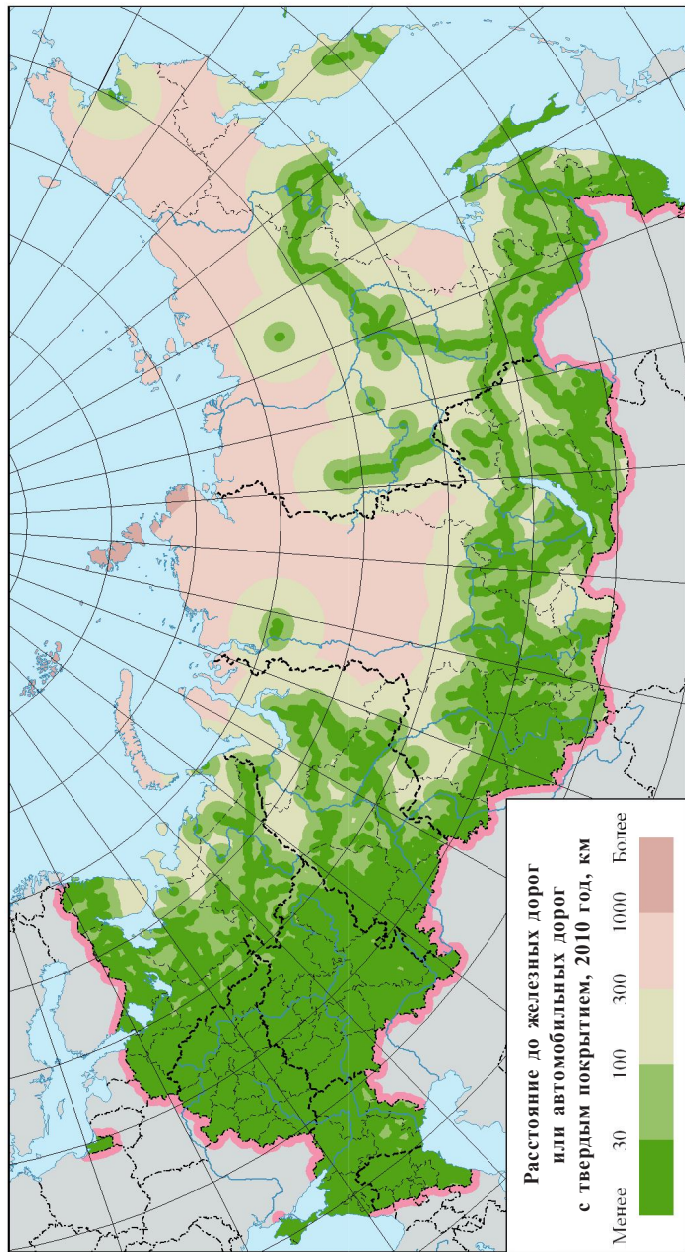 Расстояние до железных дорог
или автомобильных дорог
с твердым покрытием, 2010 год, км
Менее 30 100 300 1000 Более